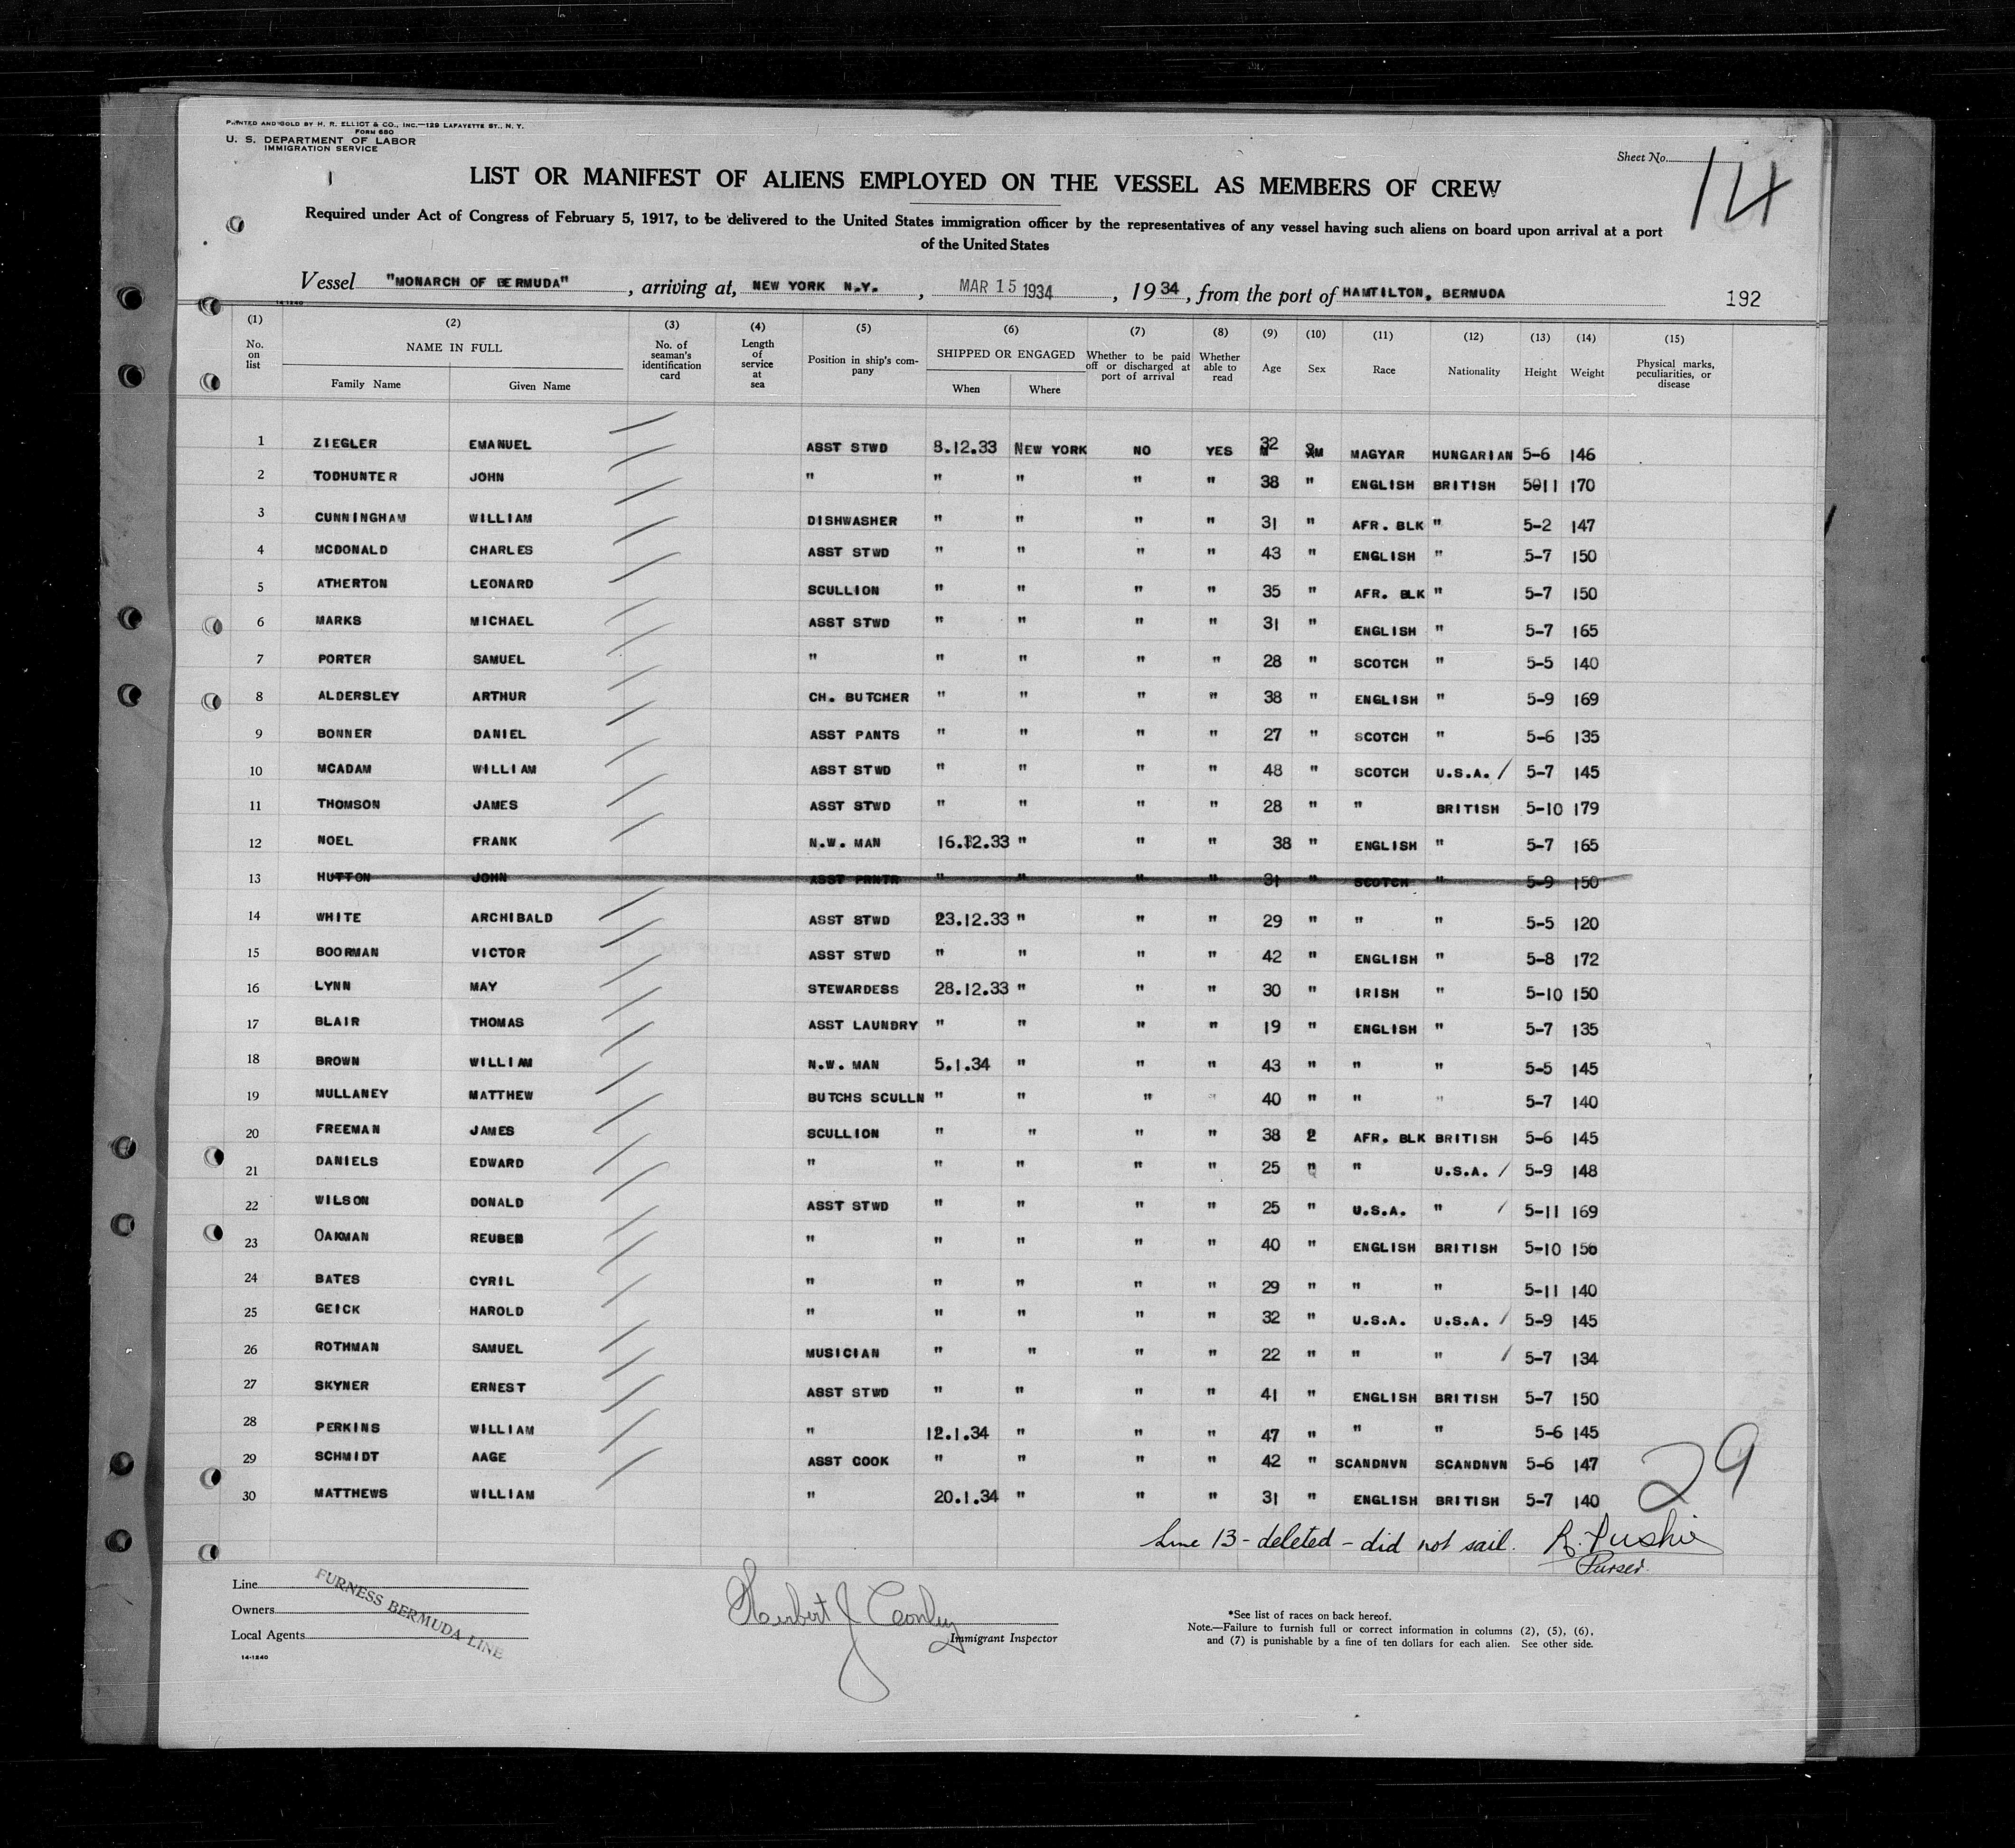 PRINTED AND SOLD BY H. R. ELLIOT & CO., INC.—129 LAFAYETTE ST., N. Y.
FORM 680
U. S. DEPARTMENT OF LABOR
IMMIGRATION SERVICE
Sheet No. 14
LIST OR MANIFEST OF ALIENS EMPLOYED ON THE VESSEL AS MEMBERS OF CREW
Required under Act of Congress of February 5, 1917, to be delivered to the United States immigration officer by the representatives of any vessel having such aliens on board upon arrival at a port
of the United States
Vessel "MONARCH OF BERMUDA", arriving at, NEW YORK N.Y., MAR 15 1934, 1934, from the port of HAMTILTON, BERMUDA 192
14-1240
(1) (2) (3) (4) (5) (6) (7) (8) (9) (10) (11) (12) (13) (14) (15)
No. on list NAME IN FULL Family Name Given Name No. of seaman's identification card Length of service at sea Position in ship's company SHIPPED OR ENGAGED When Where Whether to be paid off or discharged at port of arrival Whether able to read Age Sex Race Nationality Height Weight Physical marks, peculiarities, or disease
1 ZIEGLER EMANUEL ASST STWD 8.12.33 NEW YORK NO YES 32 M MAGYAR HUNGARIAN 5-6 146
2 TODHUNTER JOHN " " " " " 38 " ENGLISH BRITISH 5011 170
3 CUNNINGHAM WILLIAM DISHWASHER " " " " 31 " AFR. BLK " 5-2 147
4 MCDONALD CHARLES ASST STWD " " " " 43 " ENGLISH " 5-7 150
5 ATHERTON LEONARD SCULLION " " " " 35 " AFR. BLK " 5-7 150
6 MARKS MICHAEL ASST STWD " " " " 31 " ENGLISH " 5-7 165
7 PORTER SAMUEL " " " " " 28 " SCOTCH " 5-5 140
8 ALDERSLEY ARTHUR CH. BUTCHER " " " " 38 " ENGLISH " 5-9 169
9 BONNER DANIEL ASST PANTS " " " " 27 " SCOTCH " 5-6 135
10 MCADAM WILLIAM ASST STWD " " " " 48 " SCOTCH U.S.A. / 5-7 145
11 THOMSON JAMES ASST STWD " " " " 28 " " BRITISH 5-10 179
12 NOEL FRANK N.W. MAN 16.12.33 " " " 38 " ENGLISH " 5-7 165
13 HUTTON JOHN ASST PRNTR " " " " 31 " SCOTCH " 5-9 150
14 WHITE ARCHIBALD ASST STWD 23.12.33 " " " 29 " " " 5-5 120
15 BOORMAN VICTOR ASST STWD " " " " 42 " ENGLISH " 5-8 172
16 LYNN MAY STEWARDESS 28.12.33 " " " 30 " IRISH " 5-10 150
17 BLAIR THOMAS ASST LAUNDRY " " " " 19 " ENGLISH " 5-7 135
18 BROWN WILLIAM N.W. MAN 5.1.34 " " " 43 " " " 5-5 145
19 MULLANEY MATTHEW BUTCHS SCULLN " " " " 40 " " " 5-7 140
20 FREEMAN JAMES SCULLION " " " " 38 2 AFR. BLK BRITISH 5-6 145
21 DANIELS EDWARD " " " " " 25 " " U.S.A. / 5-9 148
22 WILSON DONALD ASST STWD " " " " 25 " U.S.A. " / 5-11 169
23 OAKMAN REUBEN " " " " " 40 " ENGLISH BRITISH 5-10 156
24 BATES CYRIL " " " " " 29 " " " 5-11 140
25 GEICK HAROLD " " " " " 32 " U.S.A. U.S.A. / 5-9 145
26 ROTHMAN SAMUEL MUSICIAN " " " " 22 " " " / 5-7 134
27 SKYNER ERNEST ASST STWD " " " " 41 " ENGLISH BRITISH 5-7 150
28 PERKINS WILLIAM " 12.1.34 " " " 47 " " " 5-6 145
29 SCHMIDT AAGE ASST COOK " " " " 42 " SCANDNVN SCANDNVN 5-6 147
30 MATTHEWS WILLIAM " 20.1.34 " " " 31 " ENGLISH BRITISH 5-7 140
29
Line 13 - deleted - did not sail.
Purser.
Line
Owners
Local Agents
FURNESS BERMUDA LINE
14-1240
Herbert J
Immigrant Inspector
*See list of races on back hereof.
Note.—Failure to furnish full or correct information in columns (2), (5), (6),
and (7) is punishable by a fine of ten dollars for each alien. See other side.